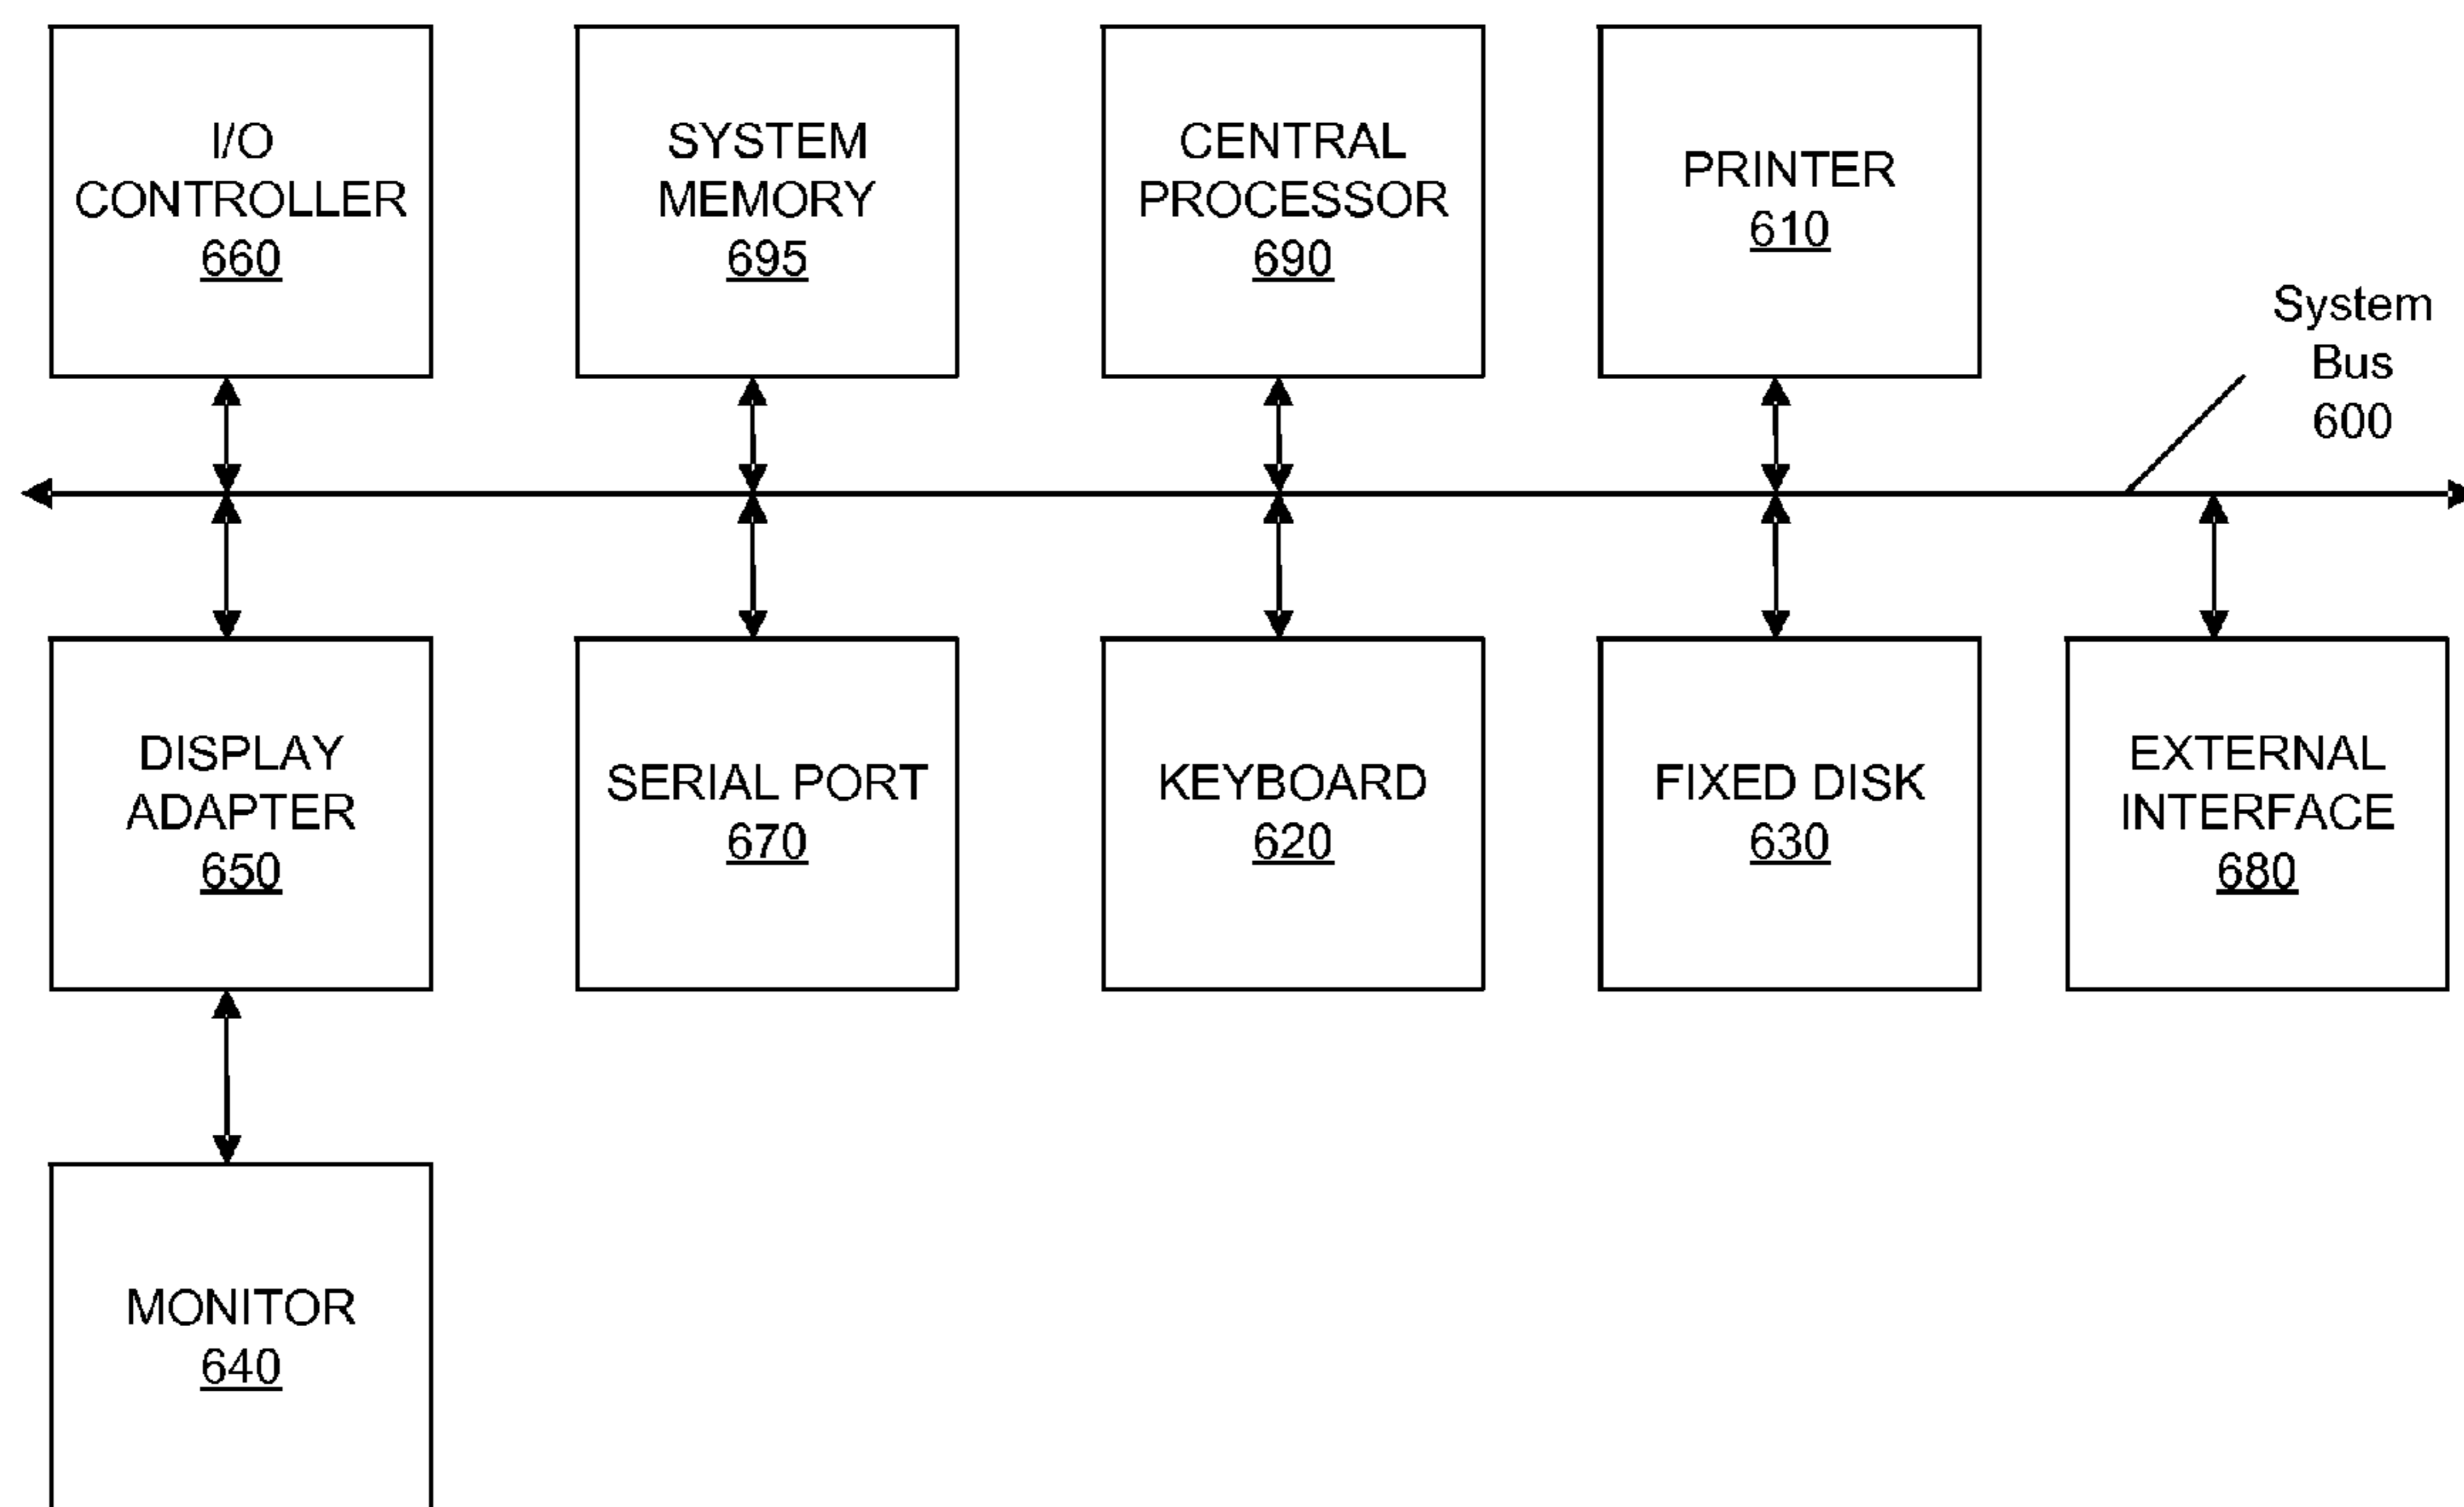 I/O
CONTROLLER
660
SYSTEM
MEMORY
695
CENTRAL
PROCESSOR
690
PRINTER
610
System
Bus
600
DISPLAY
ADAPTER
650
SERIAL PORT
670
KEYBOARD
620
FIXED DISK
630
EXTERNAL
INTERFACE
680
MONITOR
640